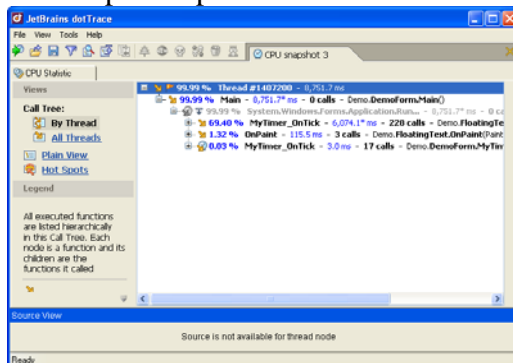 JetBrains dotTrace
File View Tools Help
CPU snapshot 3
CPU Statistic
Views
Call Tree:
By Thread
All Threads
Plain View
Hot Spots
Legend
All executed functions
are listed hierarchically
in this Call Tree. Each
node is a function and its
children are the
functions it called
99.99 % Thread #1407200 - 8,751.7 ms
99.99 % Main - 8,751.7* ms - 0 calls - Demo.DemoForm.Main()
99.99 % System.Windows.Forms.Application.Run... - 8,751.7* ms - 0 cc
69.40 % MyTimer_OnTick - 6,074.1* ms - 228 calls - Demo.FloatingTe
1.32 % OnPaint - 115.5 ms - 3 calls - Demo.FloatingText.OnPaint(Paint
0.03 % MyTimer_OnTick - 3.0 ms - 17 calls - Demo.DemoForm.MyTim
Source View
Source is not available for thread node
Ready